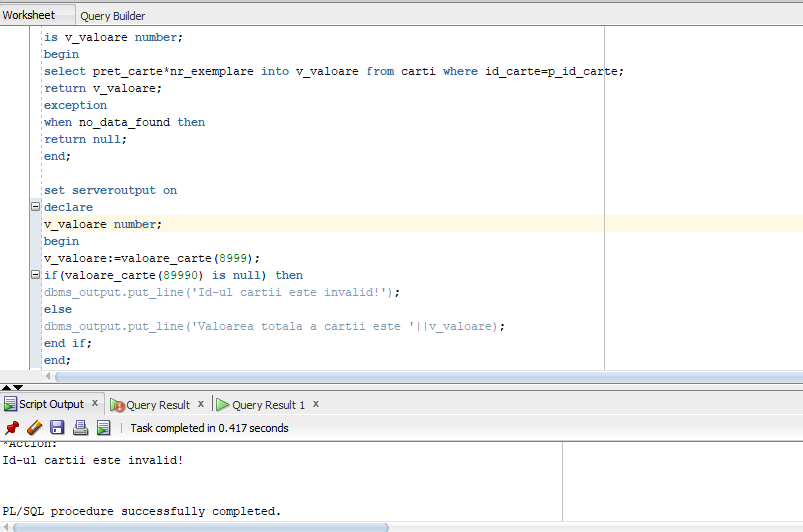 Worksheet Query Builder
is v_valoare number;
begin
select pret_carte*nr_exemplare into v_valoare from carti where id_carte=p_id_carte;
return v_valoare;
exception
when no_data_found then
return null;
end;
set serveroutput on
declare
v_valoare number;
begin
v_valoare:=valoare_carte(8999);
if(valoare_carte(89990) is null) then
dbms_output.put_line('Id-ul cartii este invalid!');
else
dbms_output.put_line('Valoarea totala a cartii este '||v_valoare);
end if;
end;
Script Output x Query Result x Query Result 1 x
Task completed in 0.417 seconds
*Action:
Id-ul cartii este invalid!
PL/SQL procedure successfully completed.